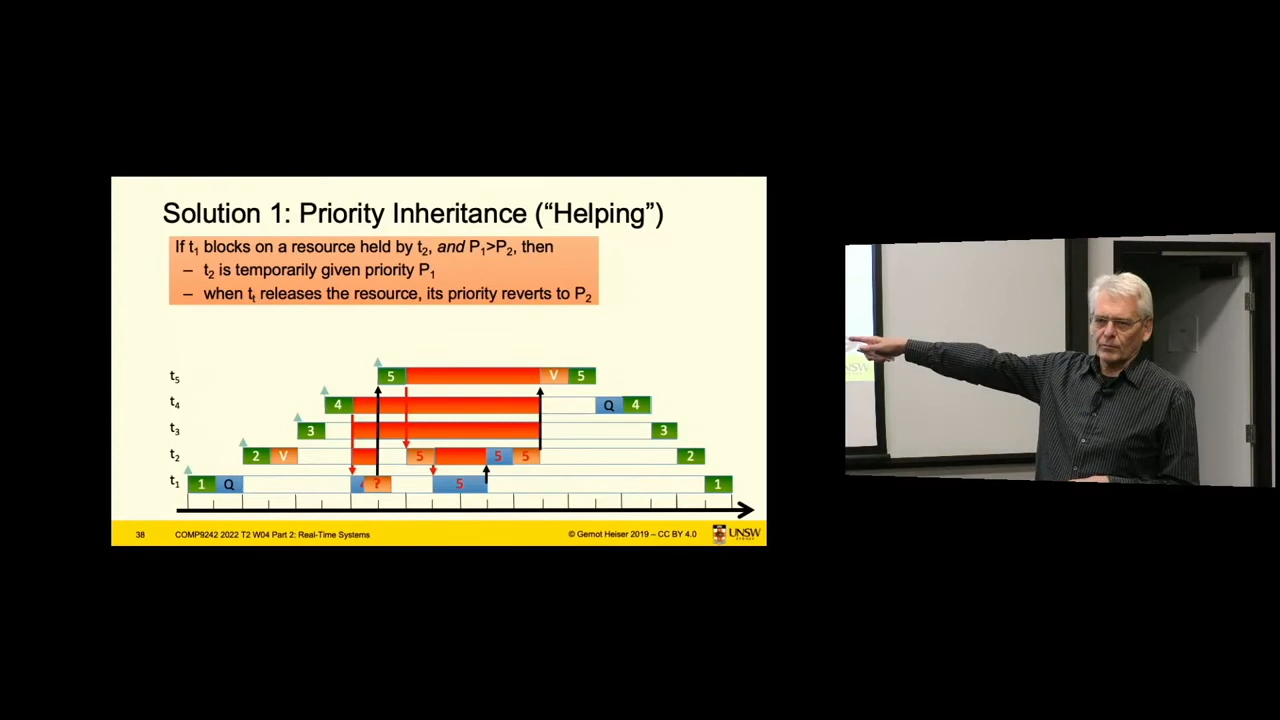 Solution 1: Priority Inheritance (“Helping”)
If t1 blocks on a resource held by t2, and P1>P2, then
– t2 is temporarily given priority P1
– when tt releases the resource, its priority reverts to P2
t5 5 V 5
t4 4 Q 4
t3 3 3
t2 2 V 5 5 5 2
t1 1 Q ? 5 1
38 COMP9242 2022 T2 W04 Part 2: Real-Time Systems © Gernot Heiser 2019 – CC BY 4.0 UNSW
UNSW